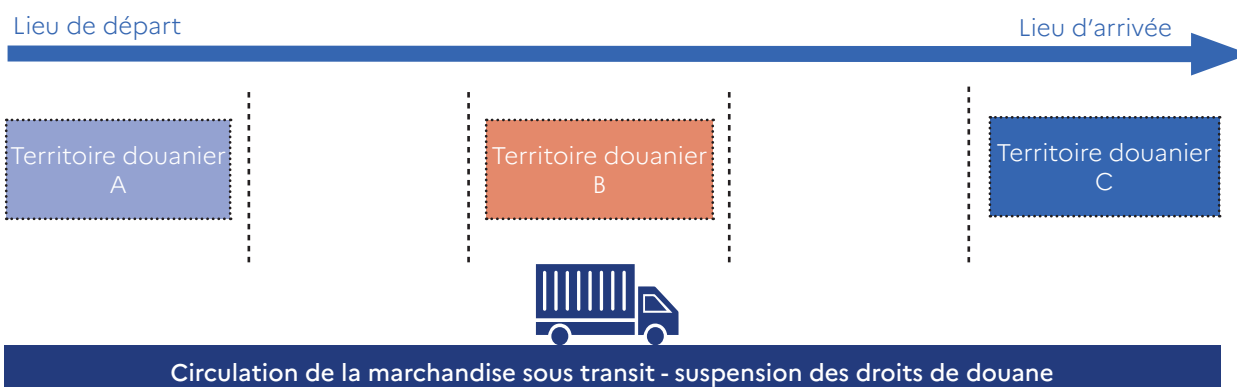 Lieu de départ
Lieu d’arrivée
Territoire douanier
A
Territoire douanier
B
Territoire douanier
C
Circulation de la marchandise sous transit - suspension des droits de douane